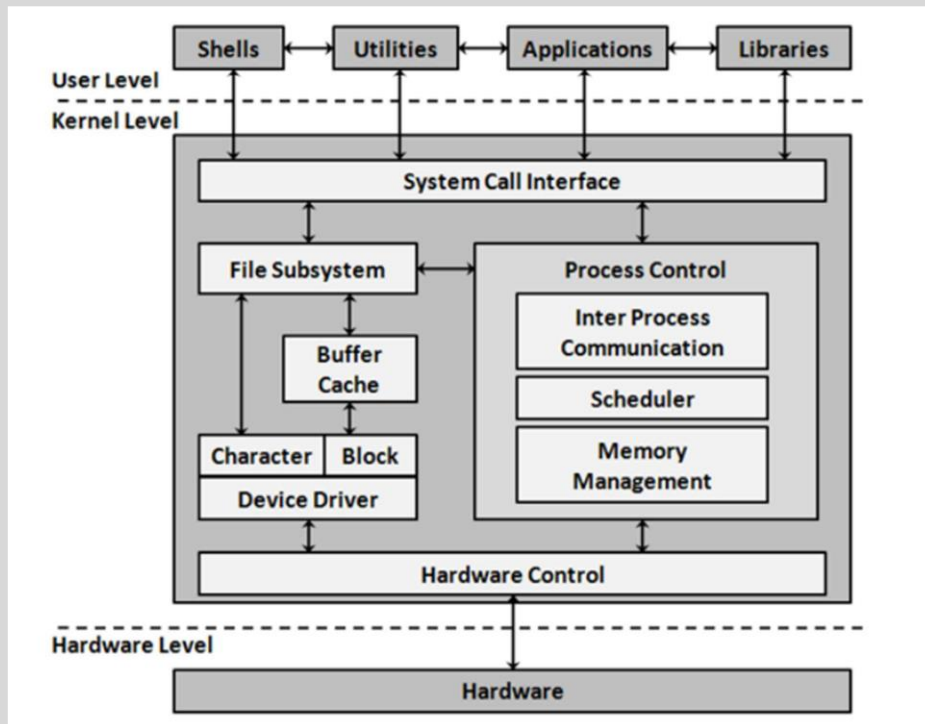 Shells Utilities Applications Libraries
User Level
Kernel Level
System Call Interface
File Subsystem
Process Control
Inter Process
Communication
Buffer
Cache
Scheduler
Character Block
Memory
Management
Device Driver
Hardware Control
Hardware Level
Hardware